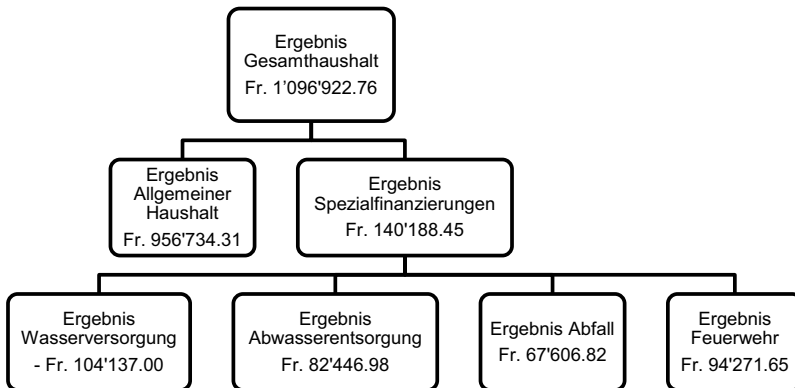 Ergebnis
Gesamthaushalt
Fr. 1’096'922.76
Ergebnis
Allgemeiner
Haushalt
Fr. 956'734.31
Ergebnis
Spezialfinanzierungen
Fr. 140'188.45
Ergebnis
Wasserversorgung
- Fr. 104'137.00
Ergebnis
Abwasserentsorgung
Fr. 82'446.98
Ergebnis Abfall
Fr. 67'606.82
Ergebnis
Feuerwehr
Fr. 94'271.65